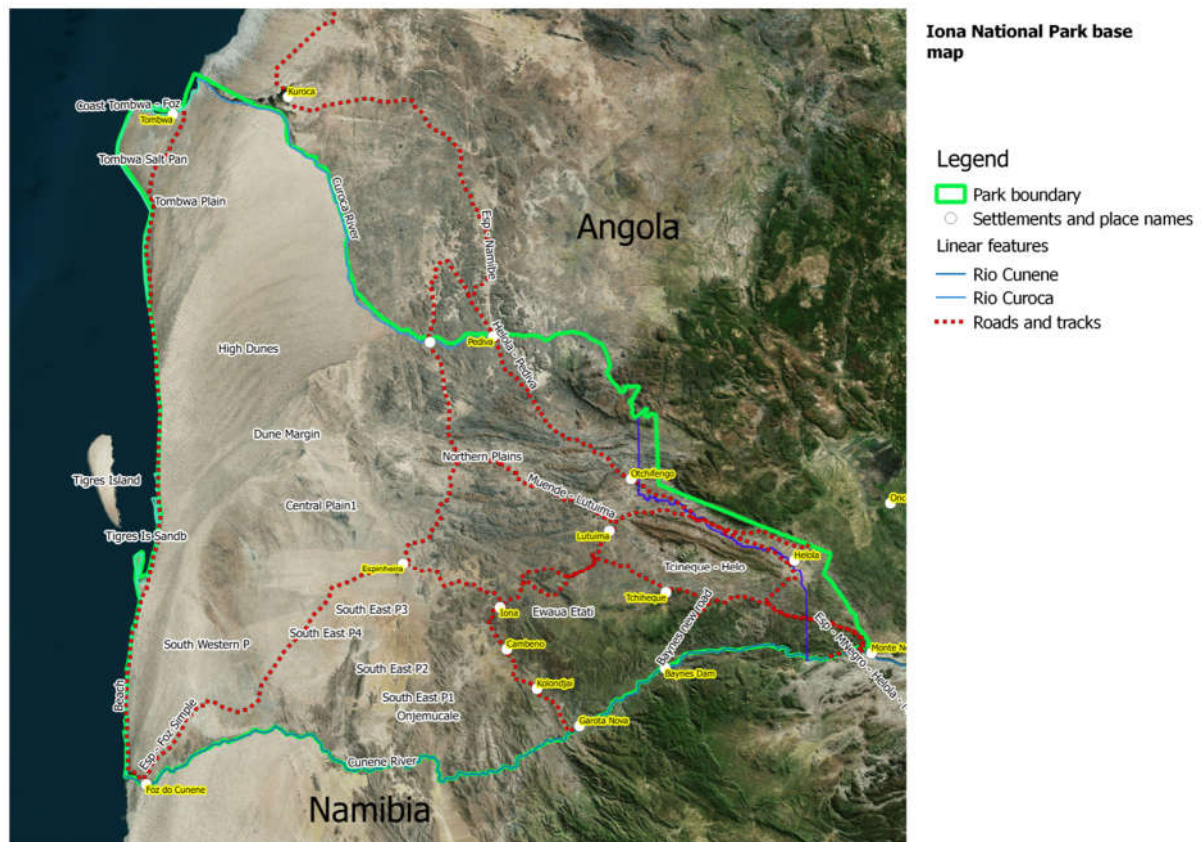 Iona National Park base
map
Legend
Park boundary
Settlements and place names
Linear features
Rio Cunene
Rio Curoca
Roads and tracks
Kuroca
Coast Tombwa - Foz
Tombwa
Tombwa Salt Pan
Tombwa Plain
Curoca River
Esp - Namibe
Angola
High Dunes
Pediva
Helola - Pediva
Dune Margin
Northern Plains
Otchifengo
Tigres Island
Central Plain1
Muende - Lutuima
Tigres Is Sandb
Lutuima
Helola
Espinheira
Tcineque - Helo
Tchiheque
South East P3
Iona
Ewaua Etati
South East P4
South Western P
Cambeno
Baynes new road
Esp - MNegro - Helola -
Monte Ne
South East P2
Baynes Dam
Beach
Kolondjai
South East P1
Onjemucale
Garota Nova
Esp - Foz Simple
Cunene River
Foz do Cunene
Namibia